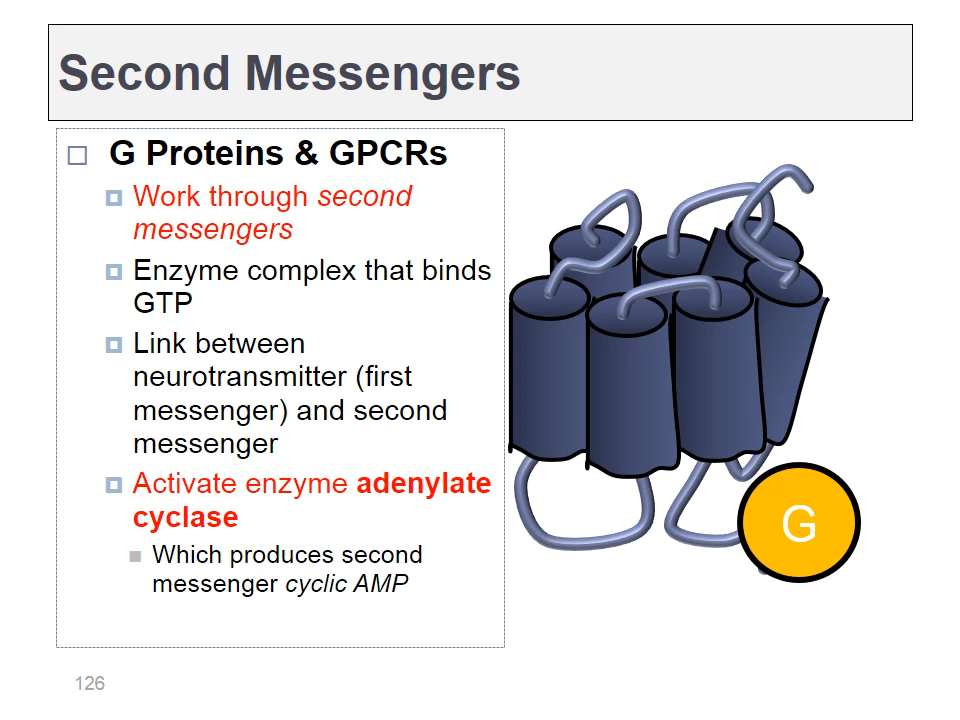 Second Messengers
G Proteins & GPCRs
Work through second
messengers
Enzyme complex that binds
GTP
Link between
neurotransmitter (first
messenger) and second
messenger
Activate enzyme adenylate
cyclase
Which produces second
messenger cyclic AMP
G
126